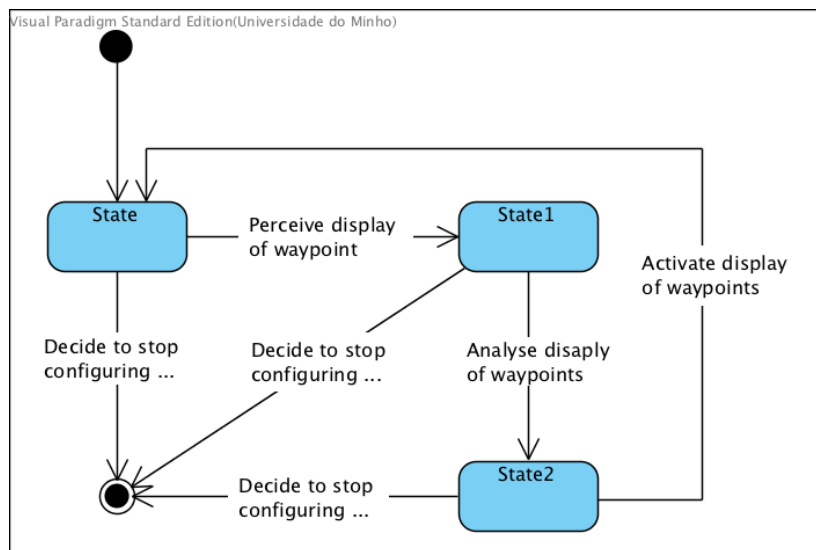 Visual Paradigm Standard Edition(Universidade do Minho)
State
Perceive display
of waypoint
State1
Activate display
of waypoints
Decide to stop
configuring ...
Decide to stop
configuring ...
Analyse disaply
of waypoints
Decide to stop
configuring ...
State2